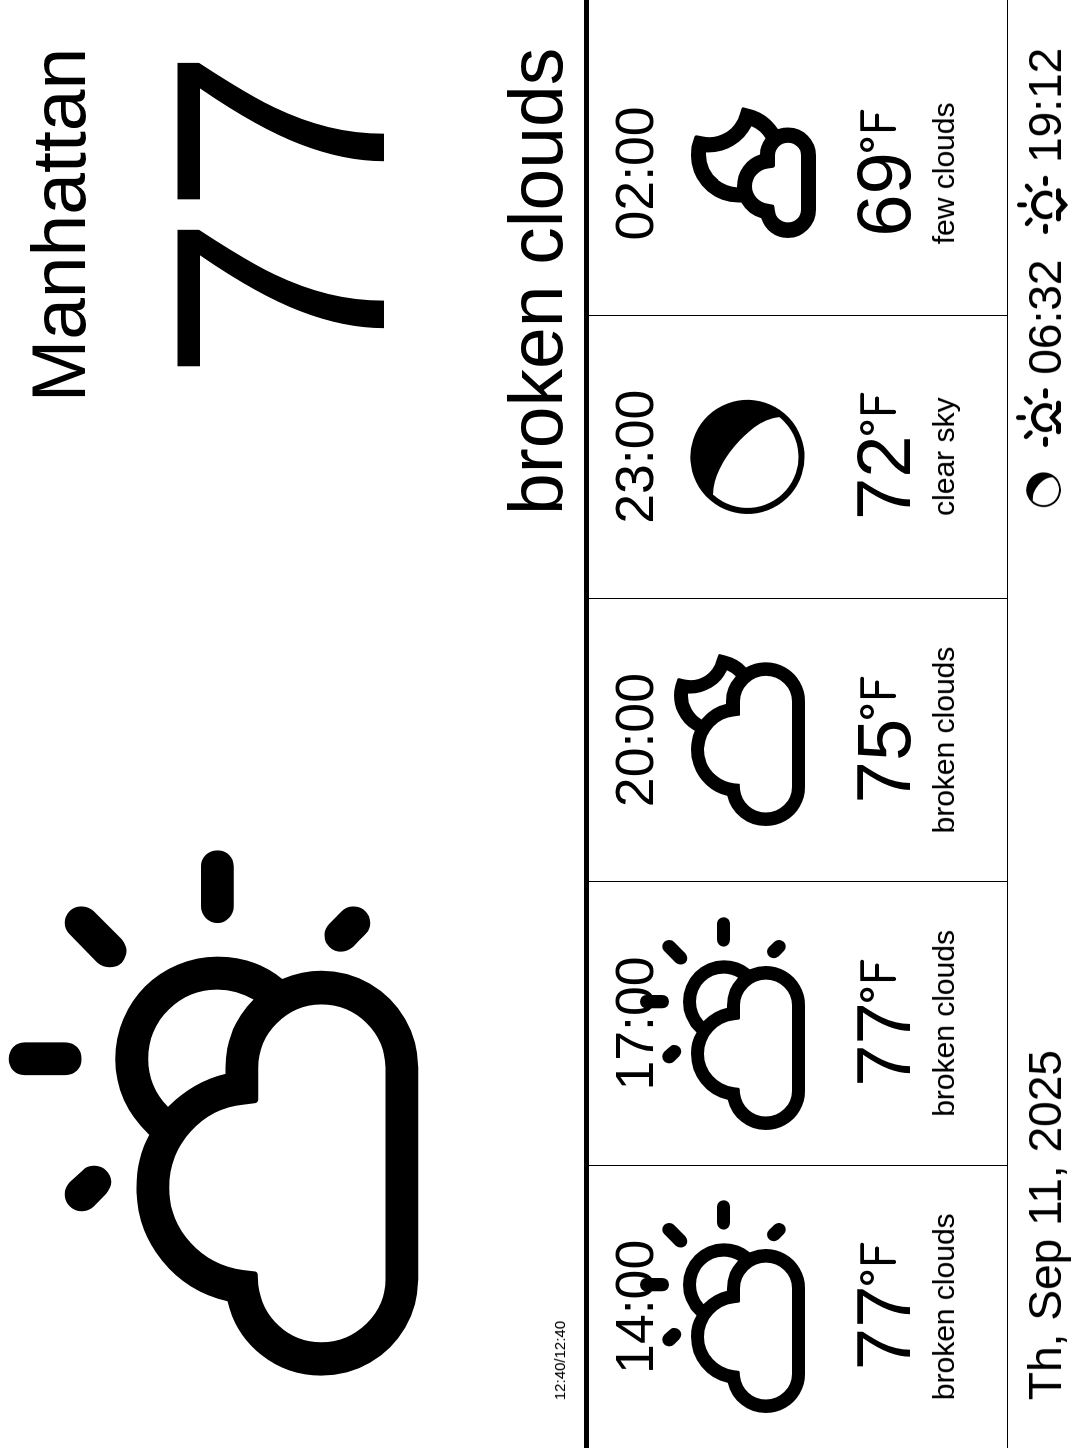 Manhattan
77
broken clouds
12:40/12:40
14:00 17:00 20:00 23:00 02:00
77°F 77°F 75°F 72°F 69°F
broken clouds broken clouds broken clouds clear sky few clouds
Th, Sep 11, 2025 06:32 19:12